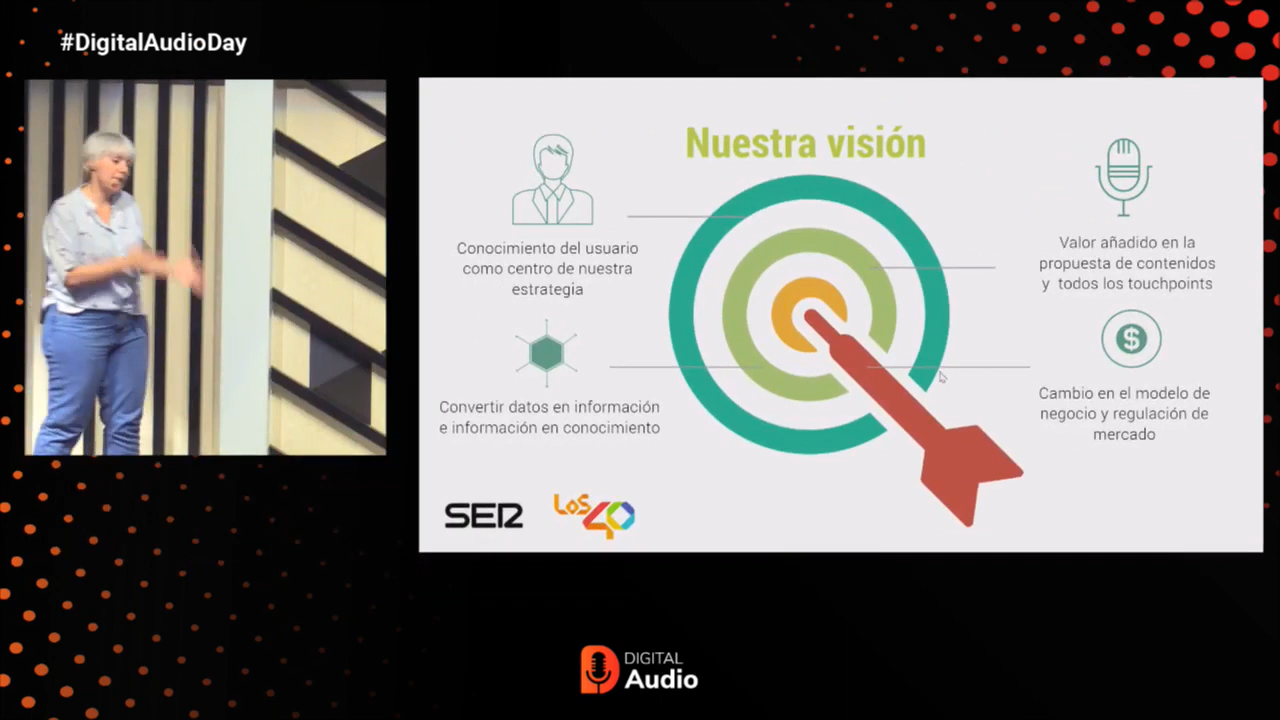 #DigitalAudioDay
Nuestra visión
Conocimiento del usuario
como centro de nuestra
estrategia
Valor añadido en la
propuesta de contenidos
y todos los touchpoints
Convertir datos en información
e información en conocimiento
$
Cambio en el modelo de
negocio y regulación de
mercado
SER
LOS
40
DIGITAL
Audio